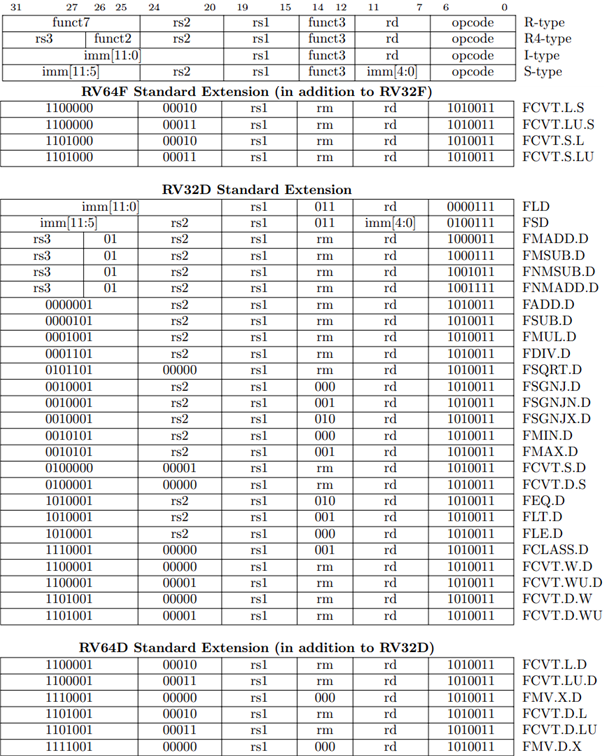 31 27 26 25 24 20 19 15 14 12 11 7 6 0
funct7 rs2 rs1 funct3 rd opcode R-type
rs3 funct2 rs2 rs1 funct3 rd opcode R4-type
imm[11:0] rs1 funct3 rd opcode I-type
imm[11:5] rs2 rs1 funct3 imm[4:0] opcode S-type
RV64F Standard Extension (in addition to RV32F)
1100000 00010 rs1 rm rd 1010011 FCVT.L.S
1100000 00011 rs1 rm rd 1010011 FCVT.LU.S
1101000 00010 rs1 rm rd 1010011 FCVT.S.L
1101000 00011 rs1 rm rd 1010011 FCVT.S.LU
RV32D Standard Extension
imm[11:0] rs1 011 rd 0000111 FLD
imm[11:5] rs2 rs1 011 imm[4:0] 0100111 FSD
rs3 01 rs2 rs1 rm rd 1000011 FMADD.D
rs3 01 rs2 rs1 rm rd 1000111 FMSUB.D
rs3 01 rs2 rs1 rm rd 1001011 FNMSUB.D
rs3 01 rs2 rs1 rm rd 1001111 FNMADD.D
0000001 rs2 rs1 rm rd 1010011 FADD.D
0000101 rs2 rs1 rm rd 1010011 FSUB.D
0001001 rs2 rs1 rm rd 1010011 FMUL.D
0001101 rs2 rs1 rm rd 1010011 FDIV.D
0101101 00000 rs1 rm rd 1010011 FSQRT.D
0010001 rs2 rs1 000 rd 1010011 FSGNJ.D
0010001 rs2 rs1 001 rd 1010011 FSGNJN.D
0010001 rs2 rs1 010 rd 1010011 FSGNJX.D
0010101 rs2 rs1 000 rd 1010011 FMIN.D
0010101 rs2 rs1 001 rd 1010011 FMAX.D
0100000 00001 rs1 rm rd 1010011 FCVT.S.D
0100001 00000 rs1 rm rd 1010011 FCVT.D.S
1010001 rs2 rs1 010 rd 1010011 FEQ.D
1010001 rs2 rs1 001 rd 1010011 FLT.D
1010001 rs2 rs1 000 rd 1010011 FLE.D
1110001 00000 rs1 001 rd 1010011 FCLASS.D
1100001 00000 rs1 rm rd 1010011 FCVT.W.D
1100001 00001 rs1 rm rd 1010011 FCVT.WU.D
1101001 00000 rs1 rm rd 1010011 FCVT.D.W
1101001 00001 rs1 rm rd 1010011 FCVT.D.WU
RV64D Standard Extension (in addition to RV32D)
1100001 00010 rs1 rm rd 1010011 FCVT.L.D
1100001 00011 rs1 rm rd 1010011 FCVT.LU.D
1110001 00000 rs1 000 rd 1010011 FMV.X.D
1101001 00010 rs1 rm rd 1010011 FCVT.D.L
1101001 00011 rs1 rm rd 1010011 FCVT.D.LU
1111001 00000 rs1 000 rd 1010011 FMV.D.X